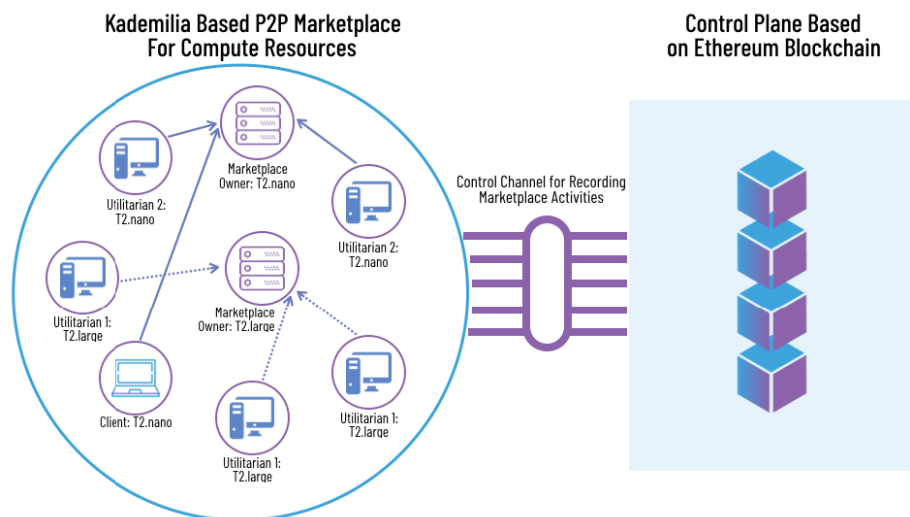 Kademilia Based P2P Marketplace
For Compute Resources
Control Plane Based
on Ethereum Blockchain
Marketplace
Owner: T2.nano
Utilitarian 2:
T2.nano
Control Channel for Recording
Marketplace Activities
Utilitarian 2:
T2.nano
Utilitarian 1:
T2.large
Marketplace
Owner: T2.large
Client: T2.nano
Utilitarian 1:
T2.large
Utilitarian 1:
T2.large